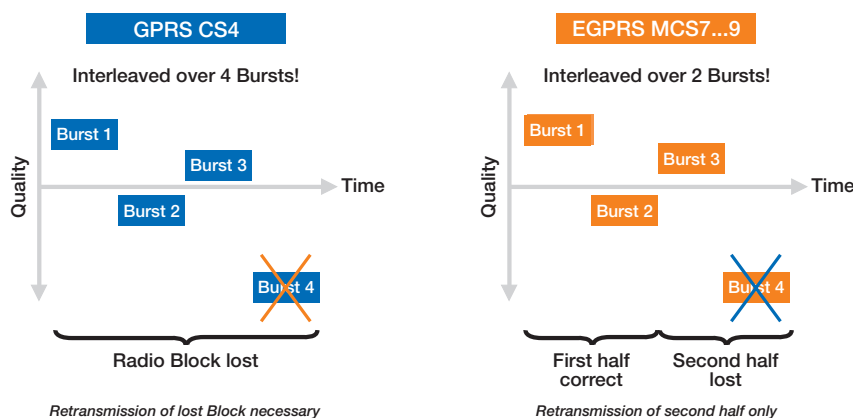 GPRS CS4
Interleaved over 4 Bursts!
Quality
Burst 1
Burst 2
Burst 3
Burst 4
Time
Radio Block lost
Retransmission of lost Block necessary
EGPRS MCS7...9
Interleaved over 2 Bursts!
Quality
Burst 1
Burst 2
Burst 3
Burst 4
Time
First half
correct
Second half
lost
Retransmission of second half only